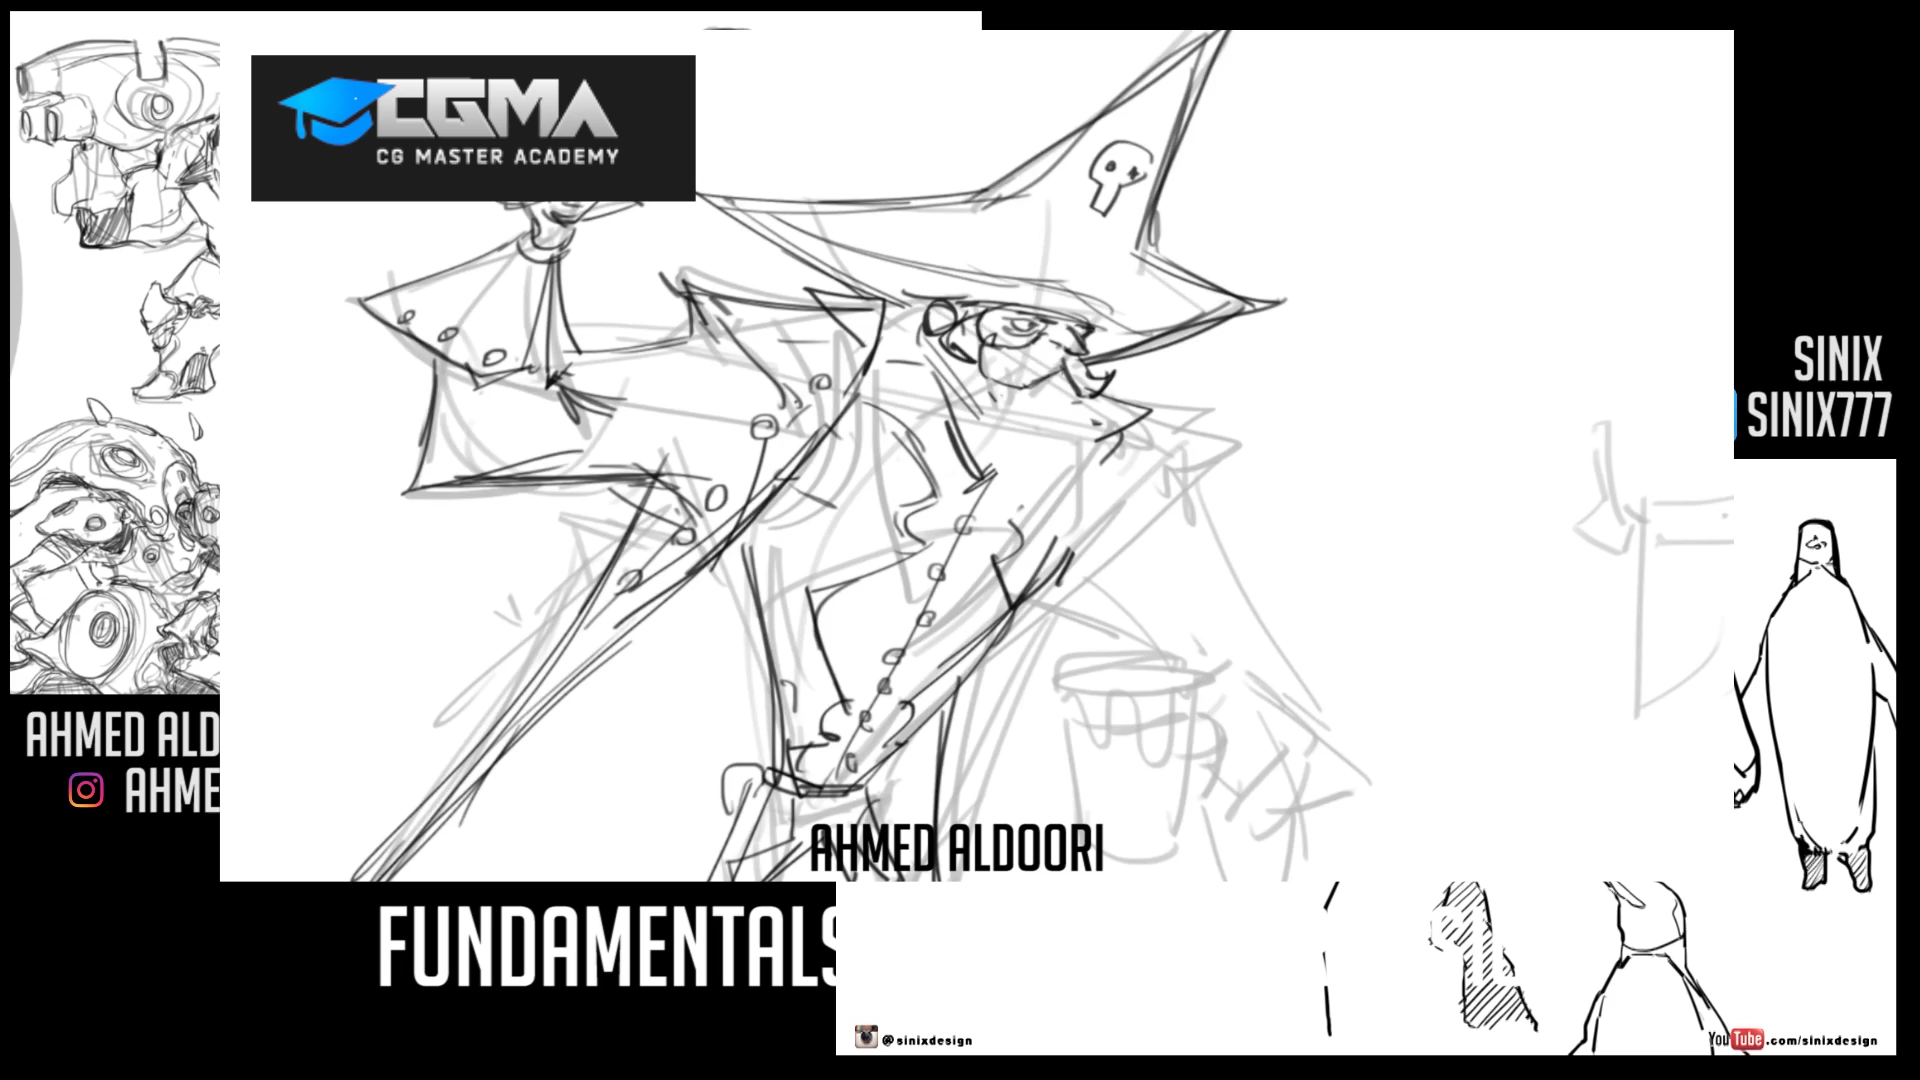 CGMA
CG MASTER ACADEMY
SINIX
SINIX777
AHMED ALD
AHME
AHMED ALDOORI
FUNDAMENTALS
@sinixdesign
YouTube.com/sinixdesign